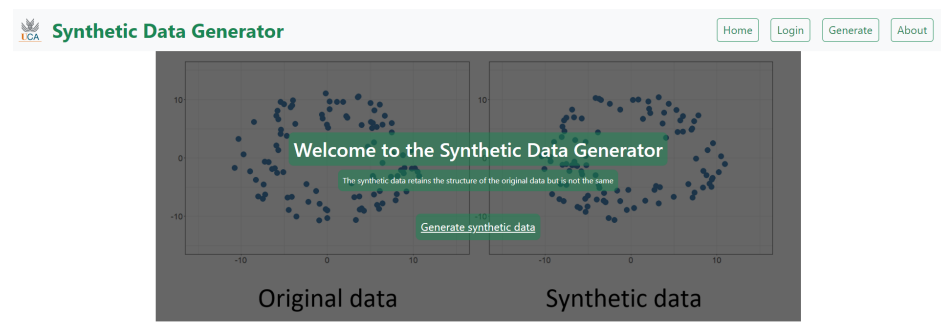 UCA
Synthetic Data Generator
Home Login Generate About
10 10
Welcome to the Synthetic Data Generator
0 0
The synthetic data retains the structure of the original data but is not the same
-10 -10
Generate synthetic data
-10 0 10 -10 0 10
Original data Synthetic data